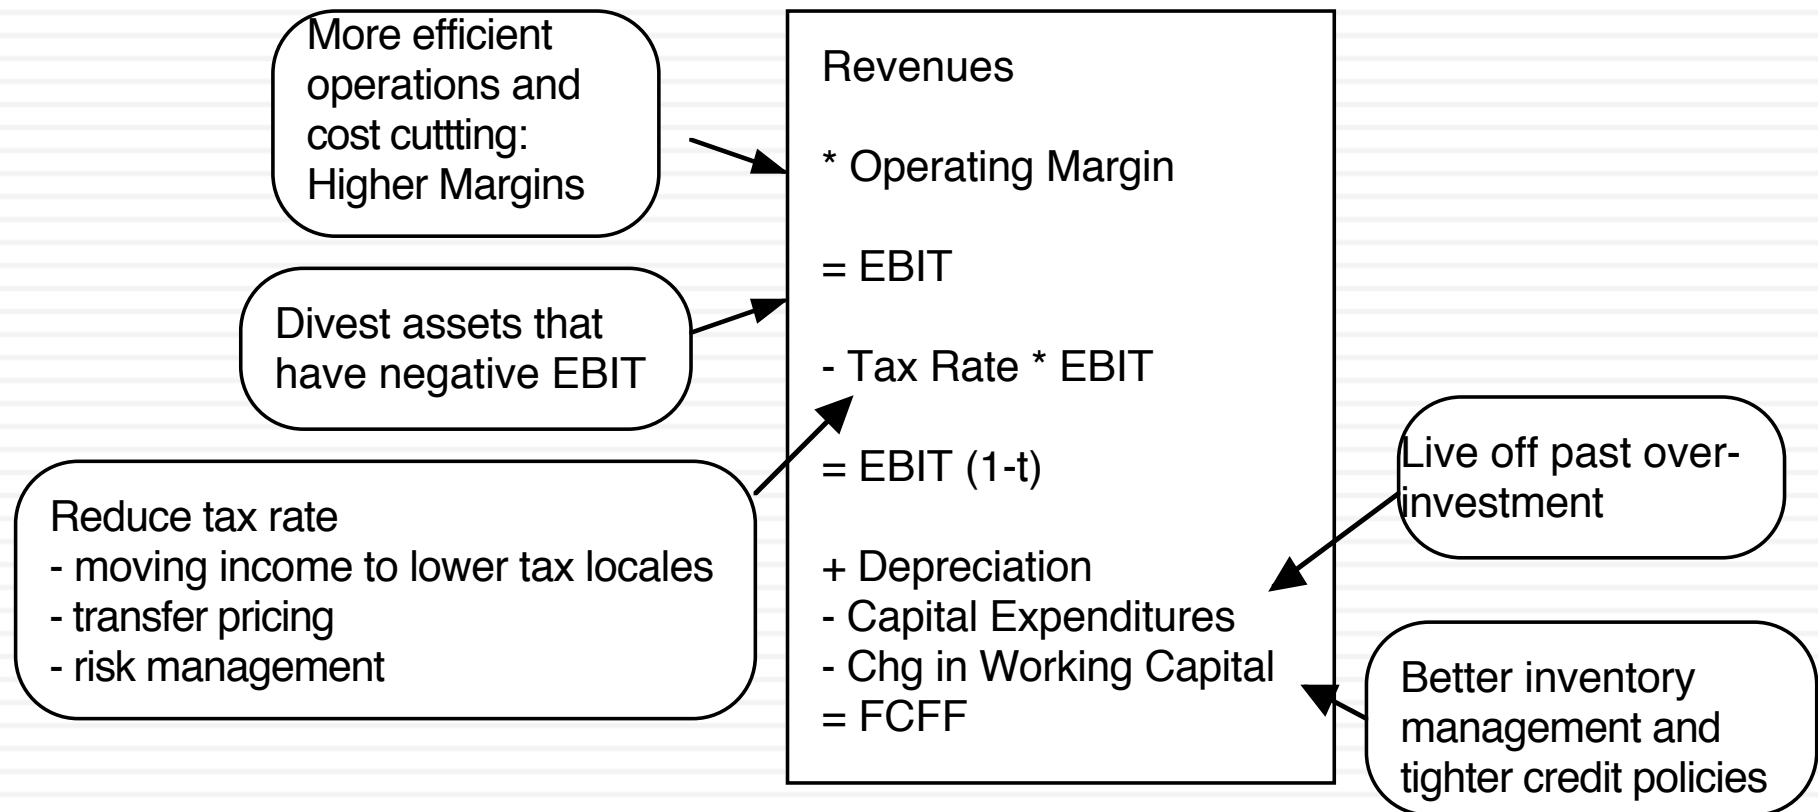 More efficient
operations and
cost cuttting:
Higher Margins
Divest assets that
have negative EBIT
Reduce tax rate
- moving income to lower tax locales
- transfer pricing
- risk management
Revenues
* Operating Margin
= EBIT
- Tax Rate * EBIT
= EBIT (1-t)
+ Depreciation
- Capital Expenditures
- Chg in Working Capital
= FCFF
Live off past over-
investment
Better inventory
management and
tighter credit policies